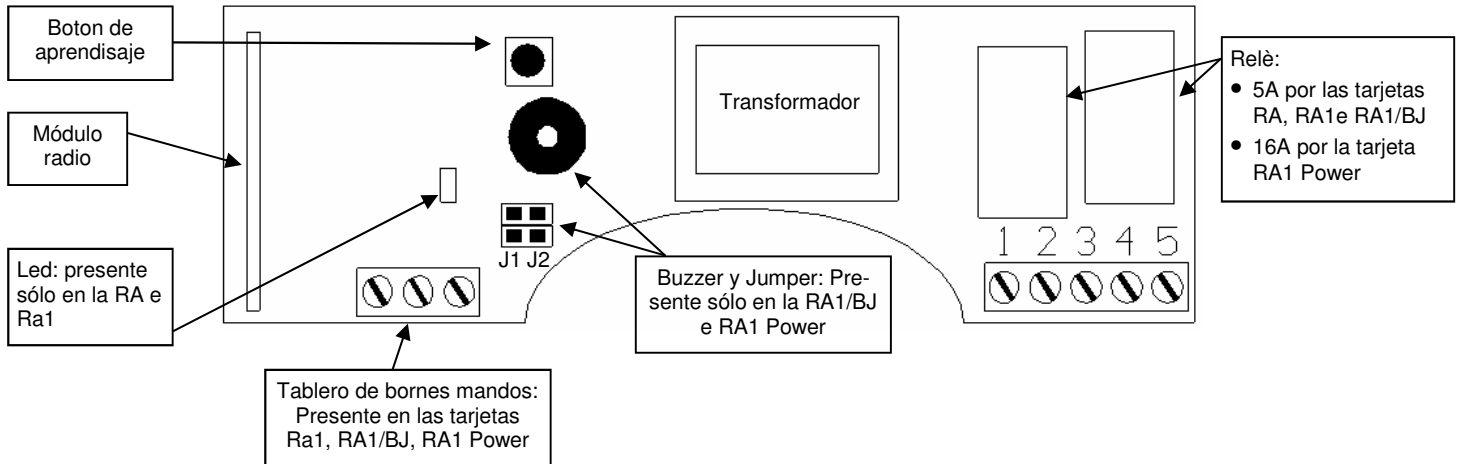 Boton de
aprendisaje
Módulo
radio
Led: presente
sólo en la RA e
Ra1
Transformador
J1 J2
Tablero de bornes mandos:
Presente en las tarjetas
Ra1, RA1/BJ, RA1 Power
Buzzer y Jumper: Pre-
sente sólo en la RA1/BJ
e RA1 Power
1 2 3 4 5
Relè:
• 5A por las tarjetas
RA, RA1e RA1/BJ
• 16A por la tarjeta
RA1 Power